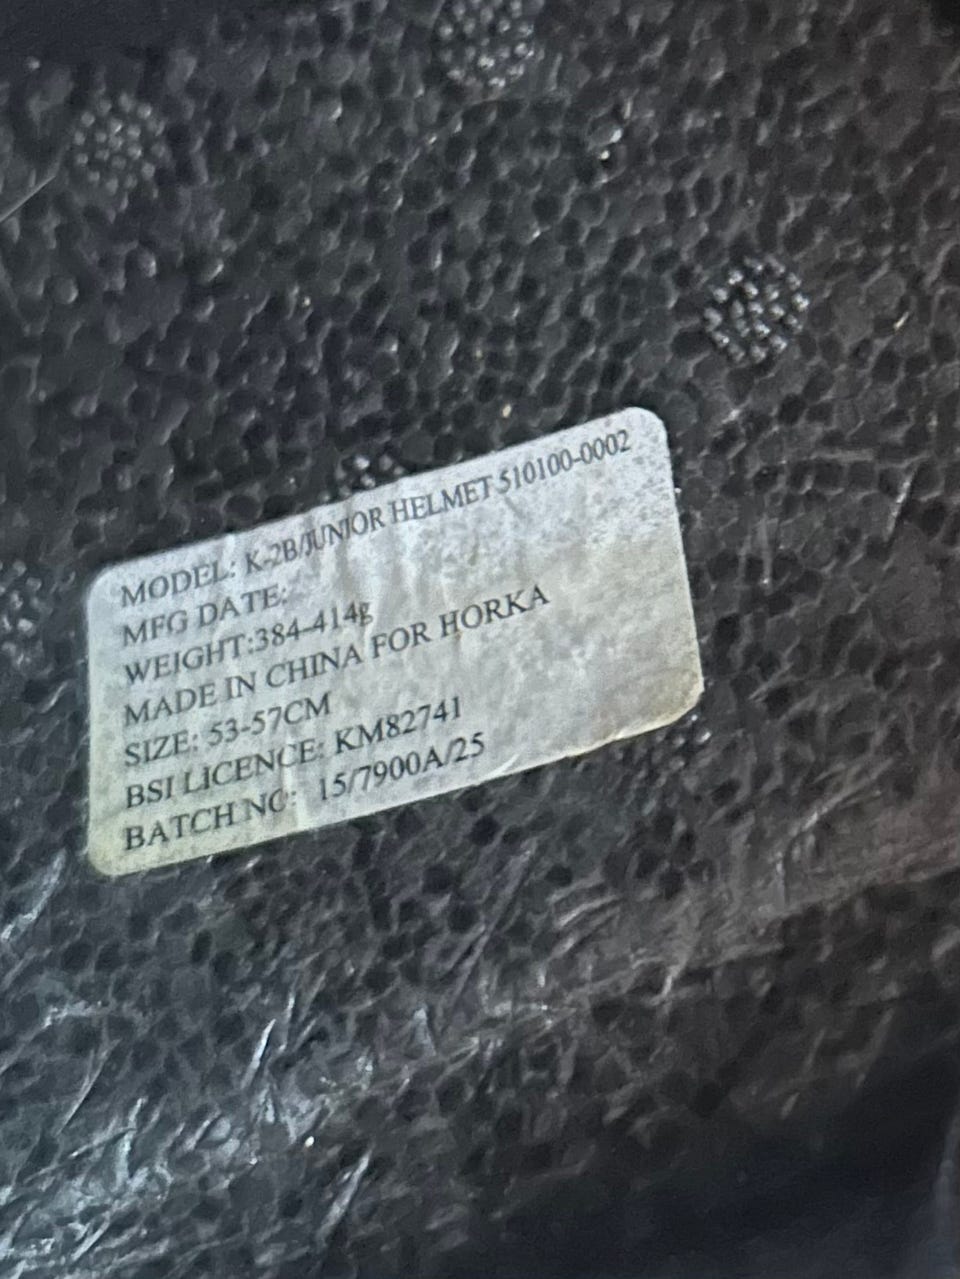 MODEL: K-2B/JUNIOR HELMET 510100-0002
MFG DATE:
WEIGHT:384-414g
MADE IN CHINA FOR HORKA
SIZE: 53-57CM
BSI LICENCE: KM82741
BATCH NO: 15/7900A/25